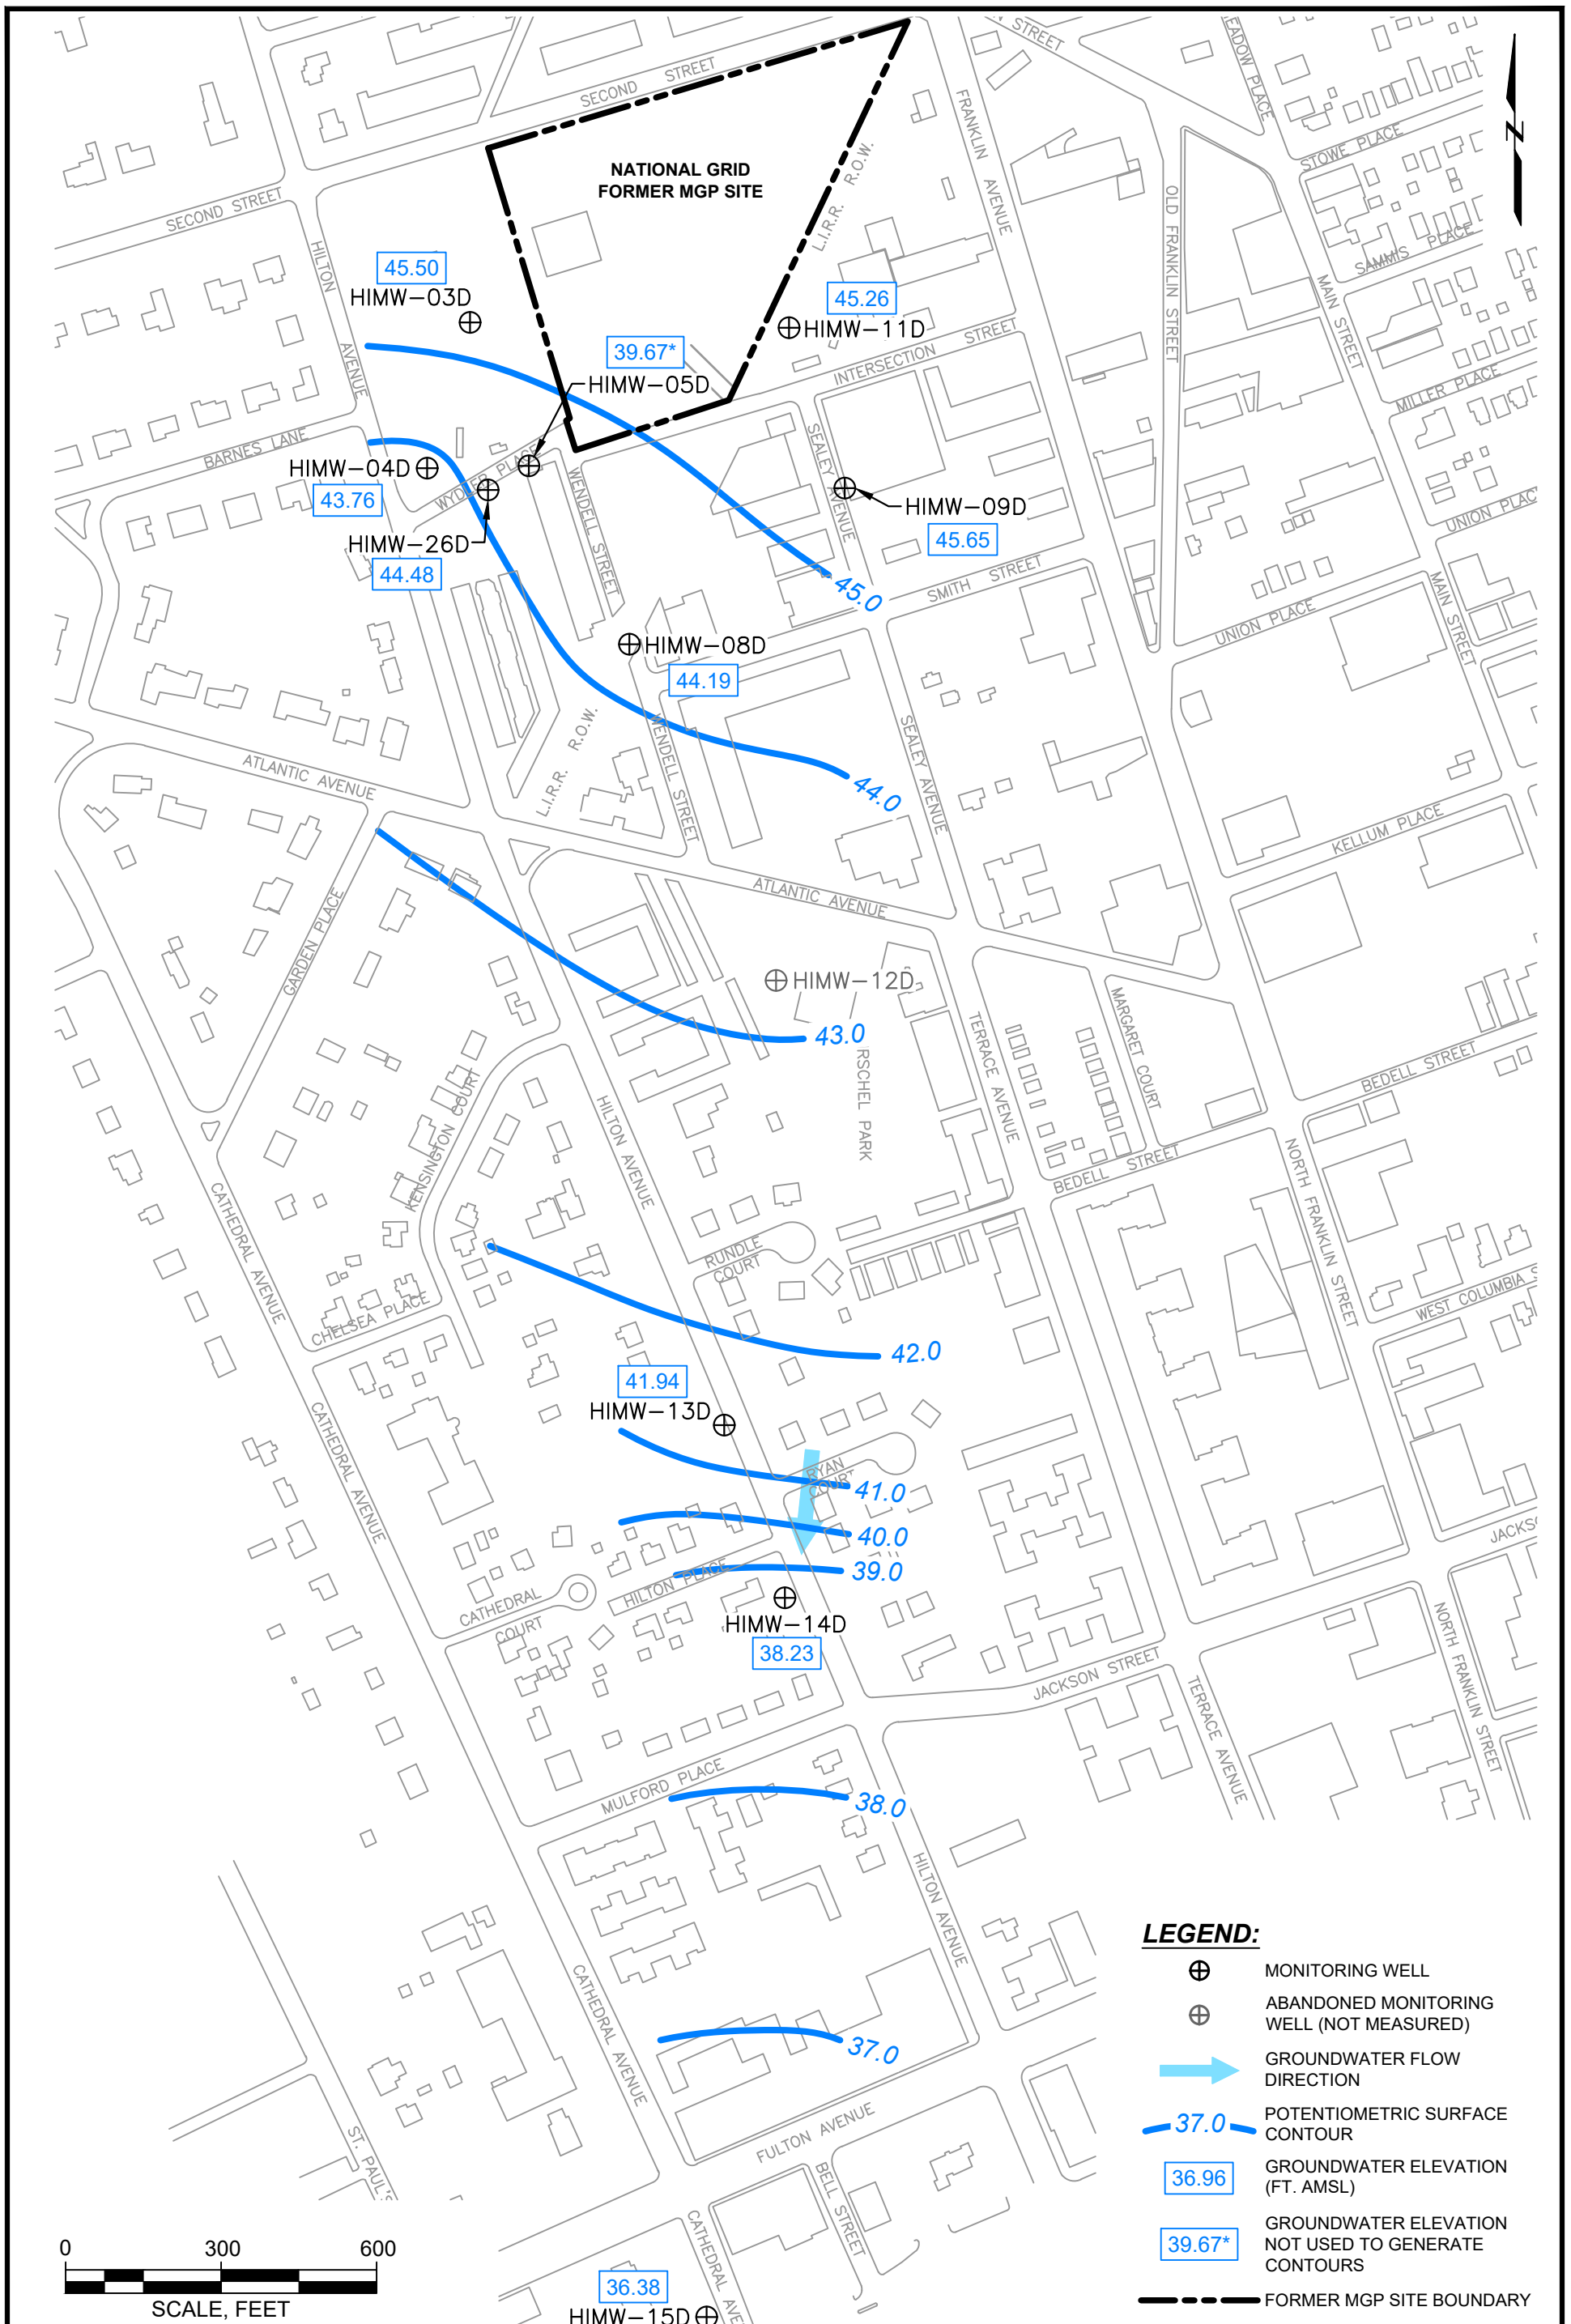 SECOND STREET
N STREET
EADOW PLACE
STOWE PLACE
N
NATIONAL GRID
FORMER MGP SITE
FRANKLIN AVENUE
L.I.R.R. R.O.W.
OLD FRANKLIN STREET
SECOND STREET
HILTON AVENUE
SAMMIS PLACE
MAIN STREET
45.50
HIMW-03D
45.26
HIMW-11D
39.67*
HIMW-05D
INTERSECTION STREET
MILLER PLACE
BARNES LANE
HIMW-04D
43.76
WYDLER PLACE
WENDELL STREET
SEALEY AVENUE
HIMW-09D
45.65
UNION PLAC
HIMW-26D
44.48
45.0
SMITH STREET
MAIN STREET
UNION PLACE
HIMW-08D
44.19
L.I.R.R. R.O.W.
WENDELL STREET
SEALEY AVENUE
ATLANTIC AVENUE
44.0
KELLUM PLACE
ATLANTIC AVENUE
GARDEN PLACE
HIMW-12D
MARGARET COURT
TERRACE AVENUE
43.0
RSCHEL PARK
BEDELL STREET
KENSINGTON COURT
HILTON AVENUE
BEDELL STREET
NORTH FRANKLIN STREET
CATHEDRAL AVENUE
RUNDLE
COURT
WEST COLUMBIA S
CHELSEA PLACE
42.0
41.94
HIMW-13D
CATHEDRAL AVENUE
RYAN
COURT
41.0
40.0
JACKS
39.0
HILTON PLACE
CATHEDRAL
COURT
HIMW-14D
38.23
NORTH FRANKLIN STREET
JACKSON STREET
TERRACE AVENUE
MULFORD PLACE
38.0
HILTON AVENUE
CATHEDRAL AVENUE
37.0
FULTON AVENUE
BELL STREET
ST. PAUL'S
CATHEDRAL AVE
36.38
HIMW-15D
0 300 600
SCALE, FEET
LEGEND:
MONITORING WELL
ABANDONED MONITORING
WELL (NOT MEASURED)
GROUNDWATER FLOW
DIRECTION
37.0
POTENTIOMETRIC SURFACE
CONTOUR
36.96
GROUNDWATER ELEVATION
(FT. AMSL)
39.67*
GROUNDWATER ELEVATION
NOT USED TO GENERATE
CONTOURS
FORMER MGP SITE BOUNDARY